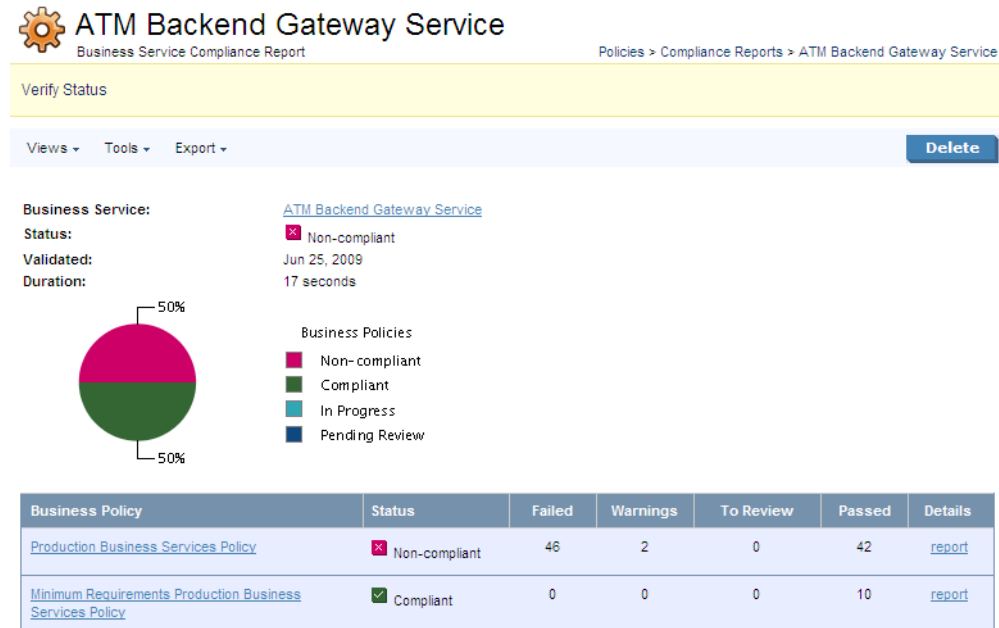 ATM Backend Gateway Service
Business Service Compliance Report
Policies > Compliance Reports > ATM Backend Gateway Service
Verify Status
Views Tools Export Delete
Business Service: ATM Backend Gateway Service
Status: Non-compliant
Validated: Jun 25, 2009
Duration: 17 seconds
50%
Business Policies
Non-compliant
Compliant
In Progress
Pending Review
50%
Business Policy Status Failed Warnings To Review Passed Details
Production Business Services Policy Non-compliant 46 2 0 42 report
Minimum Requirements Production Business Compliant 0 0 0 10 report
Services Policy